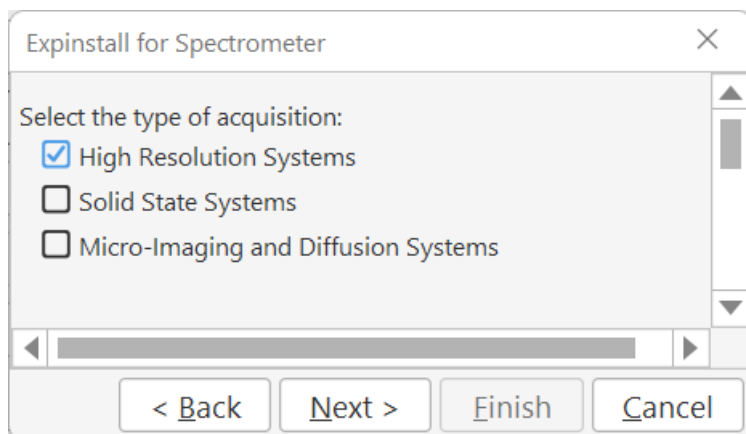 Expinstall for Spectrometer
Select the type of acquisition:
High Resolution Systems
Solid State Systems
Micro-Imaging and Diffusion Systems
< Back Next > Finish Cancel